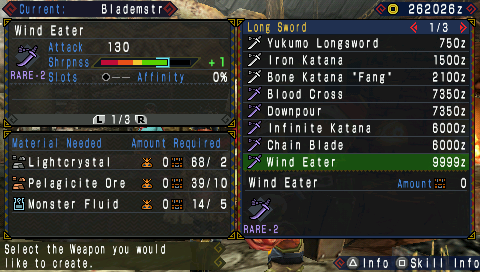 Current: Blademstr
262026z
Wind Eater
Attack 130
Shrpnss +1
RARE-2 Slots Affinity 0%
L 1/3 R
Material Needed Amount Required
Lightcrystal 0 68/ 2
Pelagicite Ore 0 39/10
Monster Fluid 0 14/ 5
Select the Weapon you would
like to create.
Long Sword 1/3
Yukumo Longsword 750z
Iron Katana 1500z
Bone Katana "Fang" 2100z
Blood Cross 7350z
Downpour 7350z
Infinite Katana 6000z
Chain Blade 6000z
Wind Eater 9999z
Wind Eater Amount 0
RARE-2
Info Skill Info